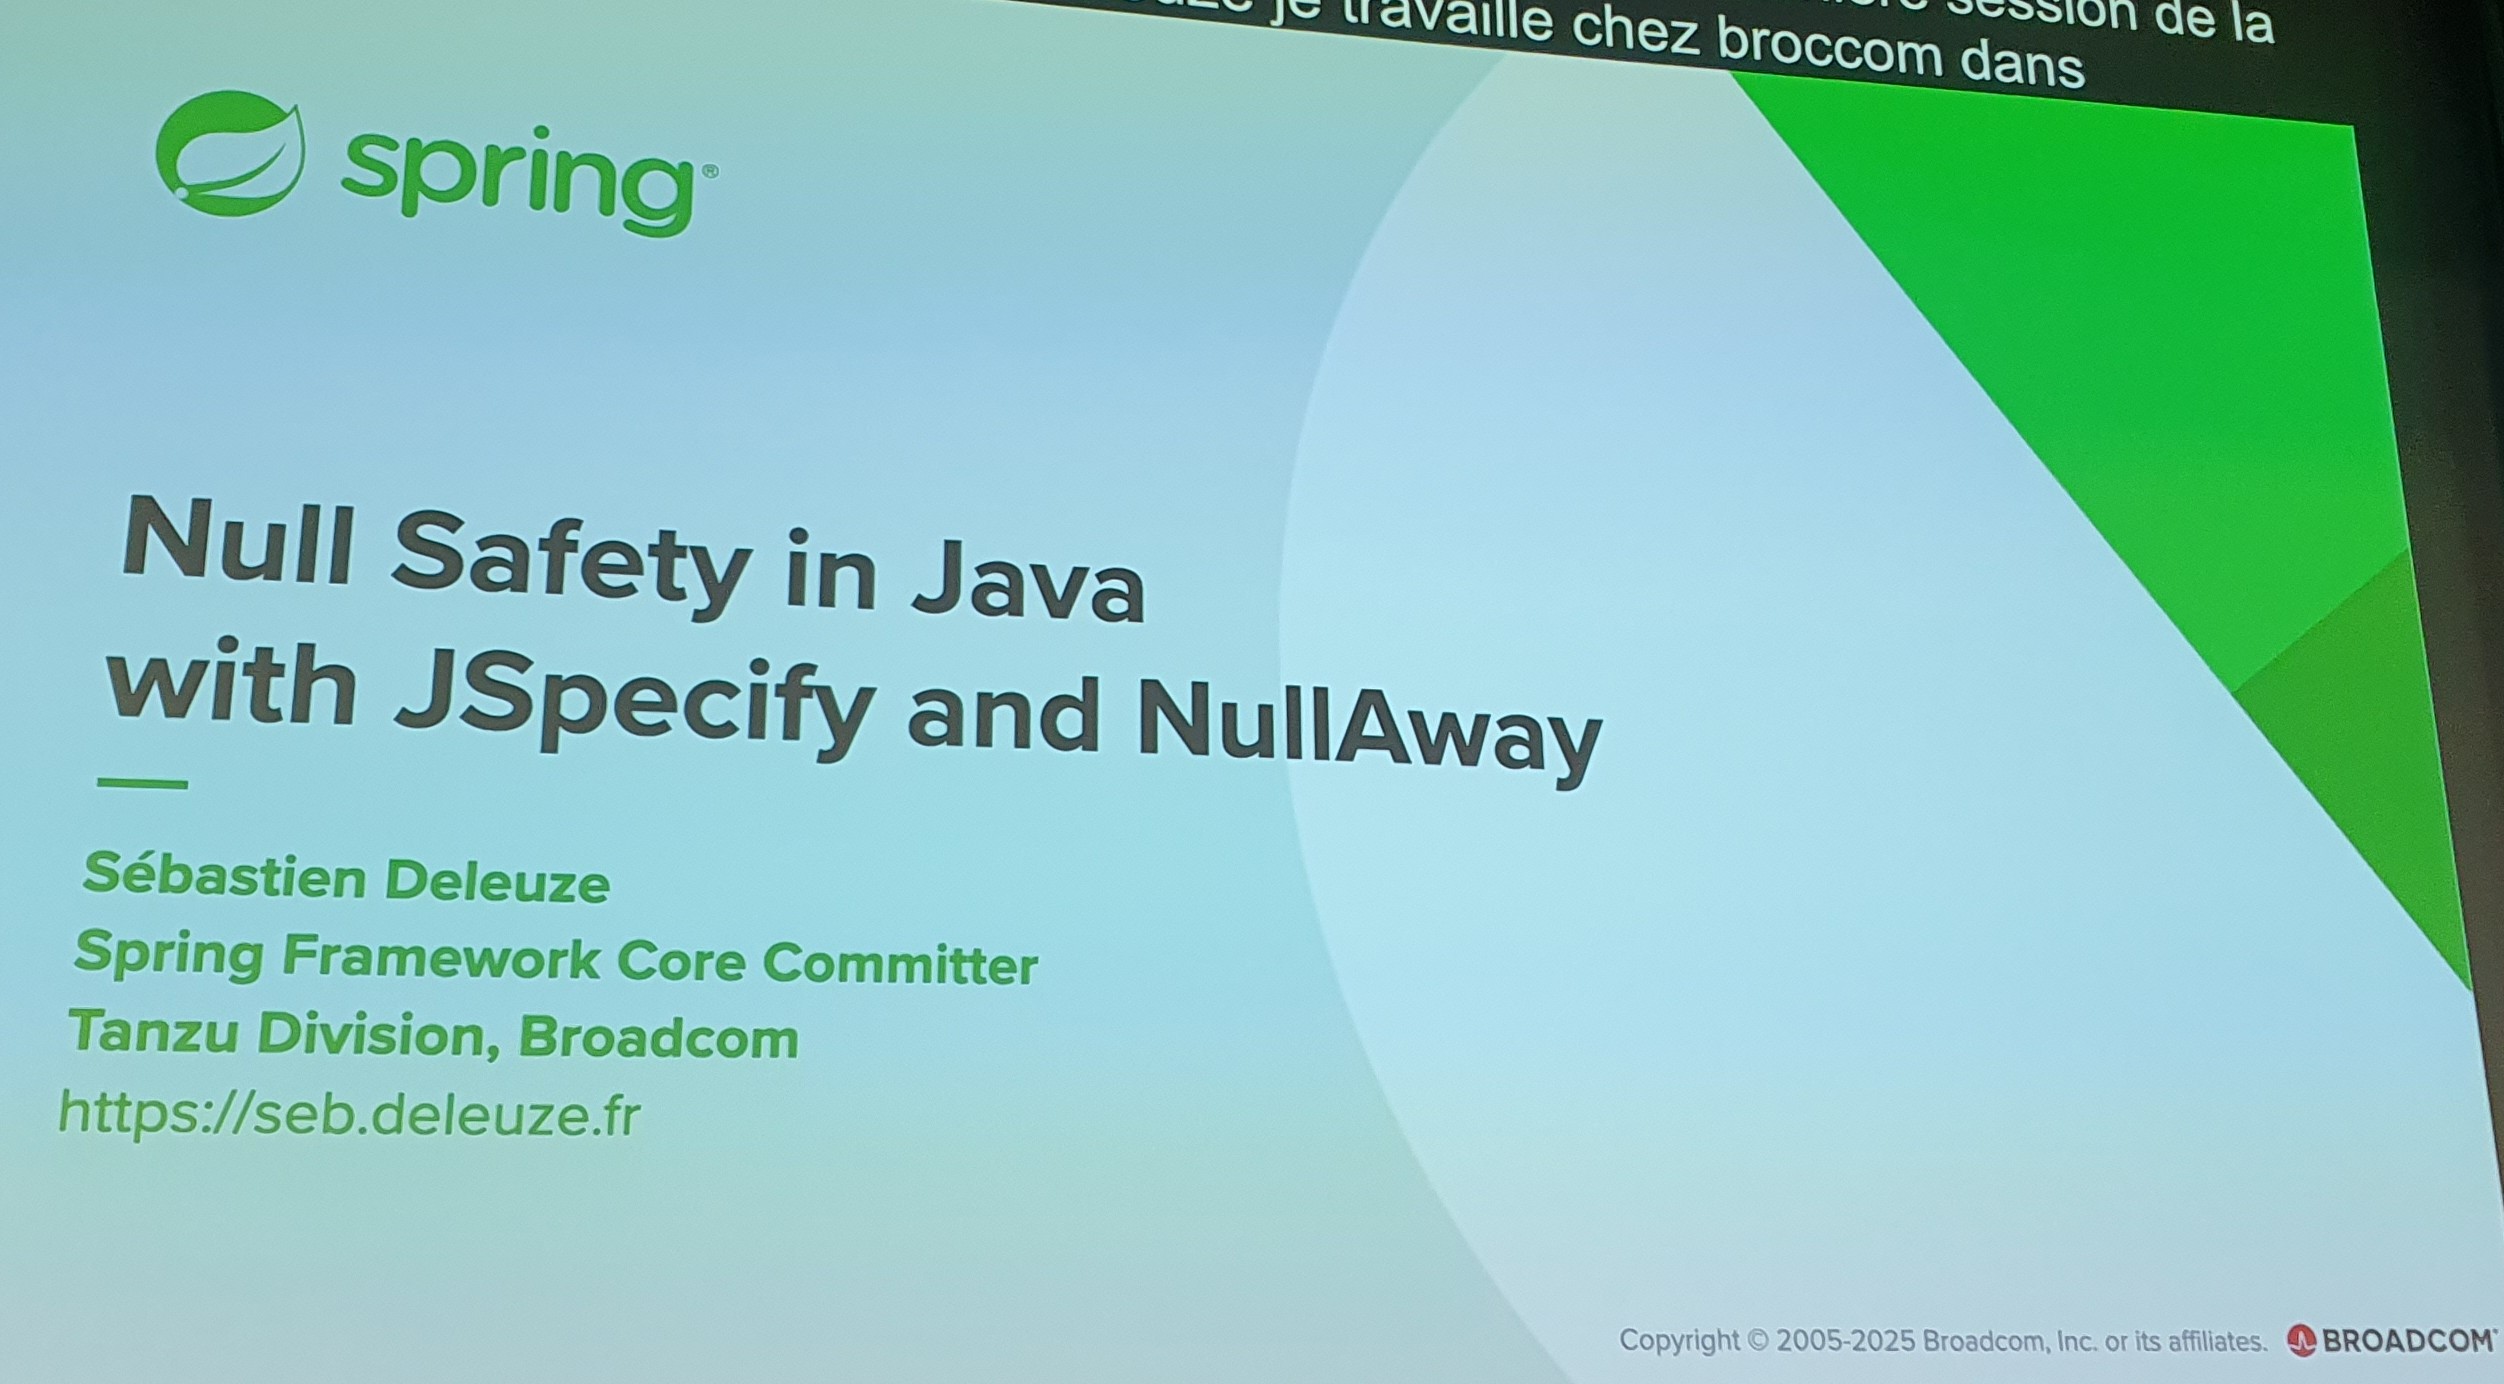 je travaille chez broccom dans
session de la
spring®
Null Safety in Java
with JSpecify and NullAway
Sébastien Deleuze
Spring Framework Core Committer
Tanzu Division, Broadcom
https://seb.deleuze.fr
Copyright © 2005-2025 Broadcom, Inc. or its affiliates. BROADCOM